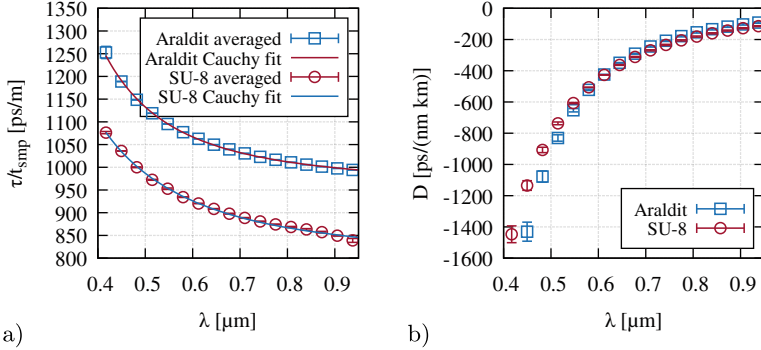 1350
1300
1250
1200
1150
1100
1050
1000
950
900
850
800
τ/t_smp [ps/m]
Araldit averaged
Araldit Cauchy fit
SU-8 averaged
SU-8 Cauchy fit
0.4 0.5 0.6 0.7 0.8 0.9
λ [µm]
a)
0
-200
-400
-600
-800
-1000
-1200
-1400
-1600
D [ps/(nm km)]
Araldit
SU-8
0.4 0.5 0.6 0.7 0.8 0.9
λ [µm]
b)